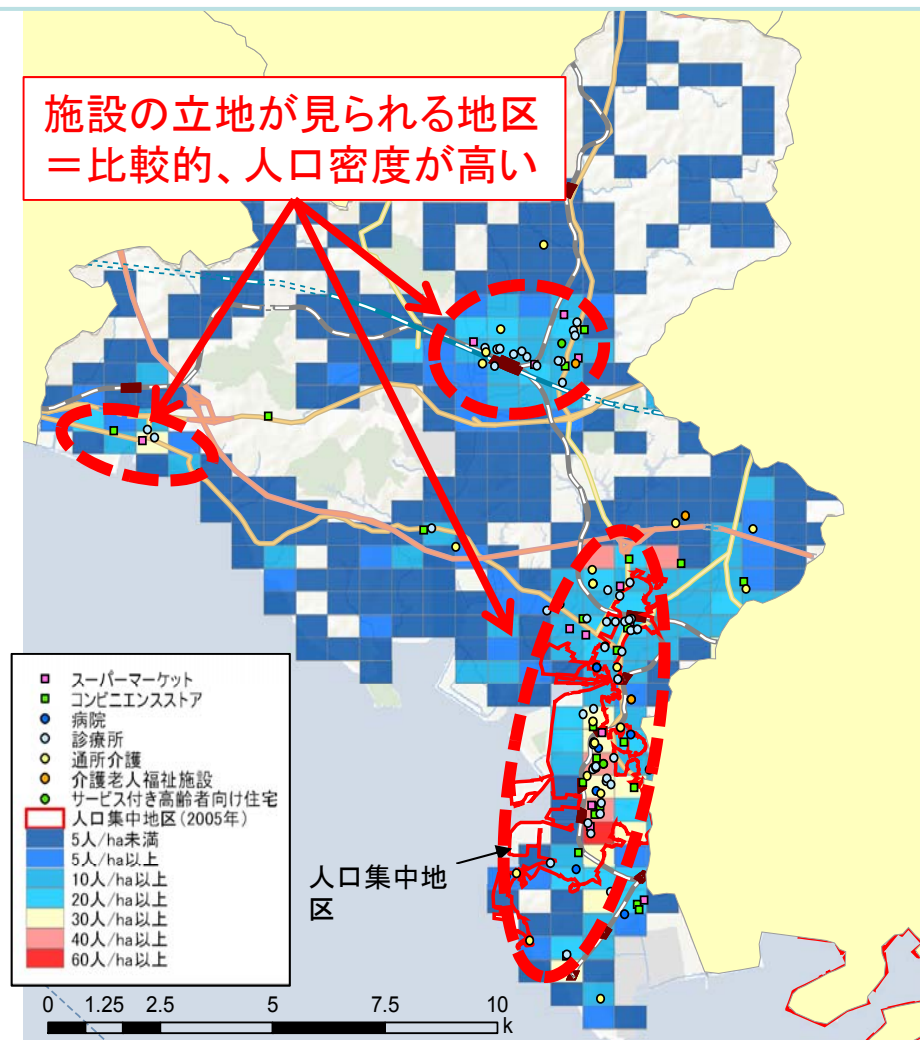 施設の立地が見られる地区
＝比較的、人口密度が高い
スーパーマーケット
コンビニエンスストア
病院
診療所
通所介護
介護老人福祉施設
サービス付き高齢者向け住宅
人口集中地区(2005年)
5人/ha未満
5人/ha以上
10人/ha以上
20人/ha以上
30人/ha以上
40人/ha以上
60人/ha以上
人口集中地
区
0 1.25 2.5 5 7.5 10
k